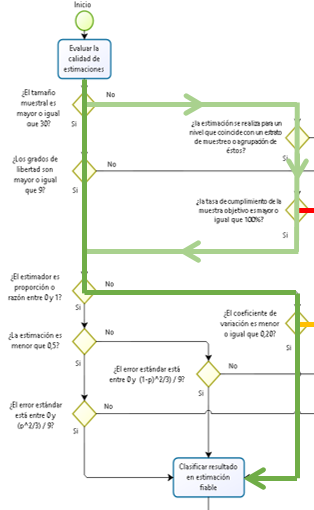 Inicio
Evaluar la
calidad de
estimaciones
¿El tamaño
muestral es
mayor o igual
que 30?
No
Si
¿la estimación se realiza para un
nivel que coincide con un estrato
de muestreo o agrupación de
éstos?
Si
¿Los grados de
libertad son
mayor o igual
que 9?
No
Si
¿la tasa de cumplimiento de la
muestra objetivo es mayor o
igual que 100%?
Si
¿El estimador es
proporción o
razón entre 0 y 1?
No
Si
¿El coeficiente de
variación es menor
o igual que 0,20?
Si
¿La estimación es
menor que 0,5?
No
Si
¿El error estándar está
entre 0 y (1-p)^2/3) / 9?
No
Si
¿El error estándar
está entre 0 y
(p^2/3) / 9?
No
Si
Clasificar resultado
en estimación
fiable